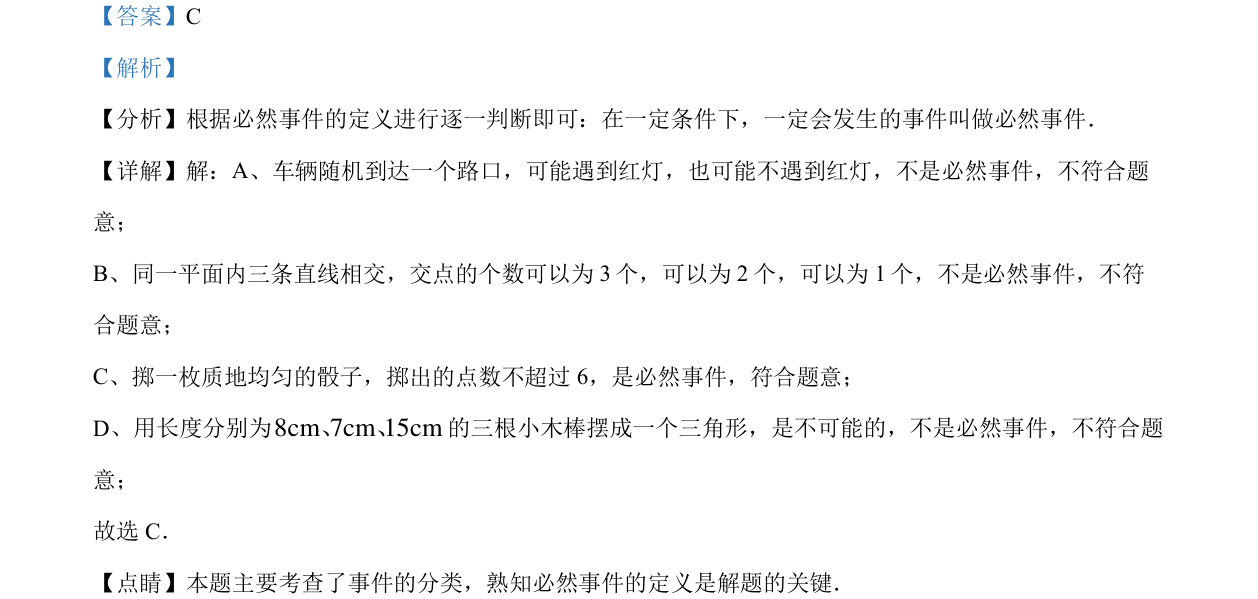 【答案】C
【解析】
【分析】根据必然事件的定义进行逐一判断即可：在一定条件下，一定会发生的事件叫做必然事件．
【详解】解：A、车辆随机到达一个路口，可能遇到红灯，也可能不遇到红灯，不是必然事件，不符合题
意；
B、同一平面内三条直线相交，交点的个数可以为 3 个，可以为 2 个，可以为 1 个，不是必然事件，不符
合题意；
C、掷一枚质地均匀的骰子，掷出的点数不超过 6，是必然事件，符合题意；
D、用长度分别为8cm、7cm、15cm 的三根小木棒摆成一个三角形，是不可能的，不是必然事件，不符合题
意；
故选 C．
【点睛】本题主要考查了事件的分类，熟知必然事件的定义是解题的关键．